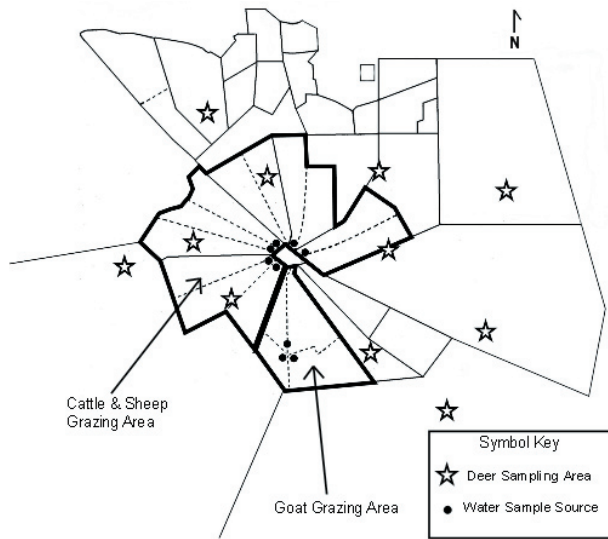 N
Cattle & Sheep
Grazing Area
Goat Grazing Area
Symbol Key
Deer Sampling Area
Water Sample Source